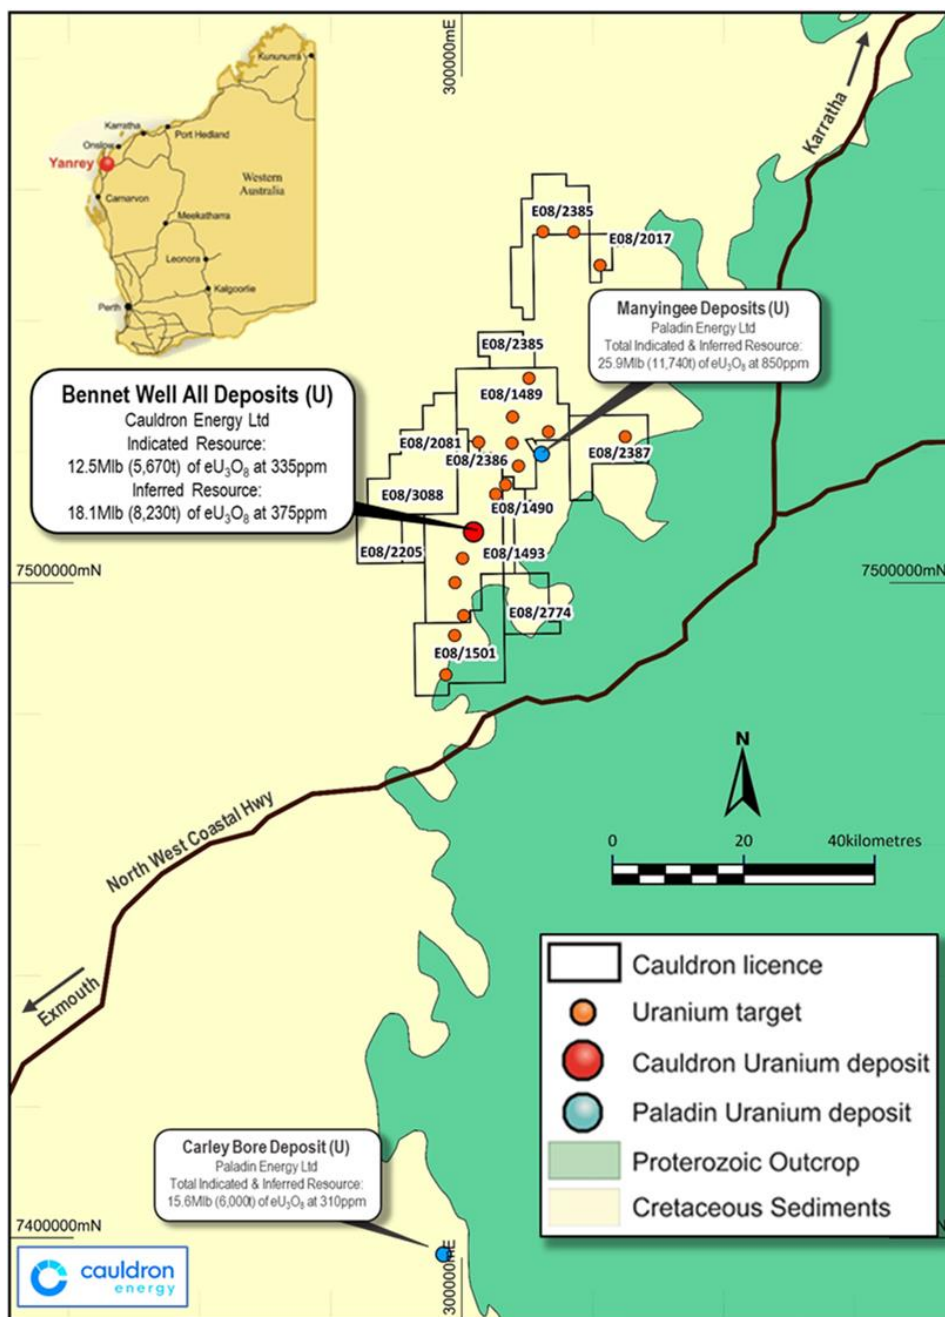 300000mE
Karratha
Kununurra
Karratha
Port Hedland
Onslow
Yanrey
Carnarvon
Western
Australia
Meekatharra
Leonora
Kalgoorlie
Perth
E08/2385
E08/2017
Manyingee Deposits (U)
Paladin Energy Ltd
Total Indicated & Inferred Resource:
25.9Mlb (11,740t) of eU₃O₈ at 850ppm
E08/2385
Bennet Well All Deposits (U)
Cauldron Energy Ltd
Indicated Resource:
12.5Mlb (5,670t) of eU₃O₈ at 335ppm
Inferred Resource:
18.1Mlb (8,230t) of eU₃O₈ at 375ppm
E08/1489
E08/2081
E08/2386
E08/2387
E08/3088
E08/1490
E08/2205
E08/1493
7500000mN
7500000mN
E08/2774
E08/1501
N
0 20 40kilometres
North West Coastal Hwy
Exmouth
Cauldron licence
Uranium target
Cauldron Uranium deposit
Paladin Uranium deposit
Proterozoic Outcrop
Cretaceous Sediments
Carley Bore Deposit (U)
Paladin Energy Ltd
Total Indicated & Inferred Resource:
15.6Mlb (6,000t) of eU₃O₈ at 310ppm
7400000mN
300000mE
cauldron
energy